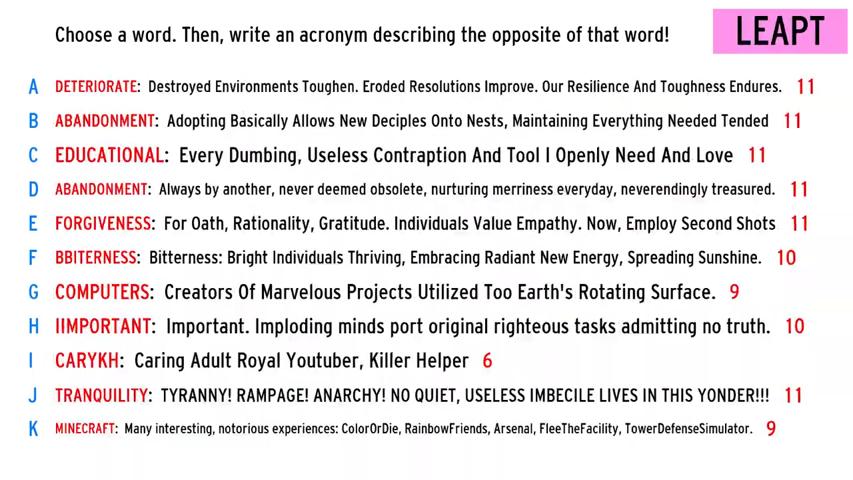 Choose a word. Then, write an acronym describing the opposite of that word! LEAPT
A DETERIORATE: Destroyed Environments Toughen. Eroded Resolutions Improve. Our Resilience And Toughness Endures. 11
B ABANDONMENT: Adopting Basically Allows New Deciples Onto Nests, Maintaining Everything Needed Tended 11
C EDUCATIONAL: Every Dumbing, Useless Contraption And Tool I Openly Need And Love 11
D ABANDONMENT: Always by another, never deemed obsolete, nurturing merriness everyday, neverendingly treasured. 11
E FORGIVENESS: For Oath, Rationality, Gratitude. Individuals Value Empathy. Now, Employ Second Shots 11
F BBITERNESS: Bitterness: Bright Individuals Thriving, Embracing Radiant New Energy, Spreading Sunshine. 10
G COMPUTERS: Creators Of Marvelous Projects Utilized Too Earth's Rotating Surface. 9
H IIMPORTANT: Important. Imploding minds port original righteous tasks admitting no truth. 10
I CARYKH: Caring Adult Royal Youtuber, Killer Helper 6
J TRANQUILITY: TYRANNY! RAMPAGE! ANARCHY! NO QUIET, USELESS IMBECILE LIVES IN THIS YONDER!!! 11
K MINECRAFT: Many interesting, notorious experiences: ColorOrDie, RainbowFriends, Arsenal, FleeTheFacility, TowerDefenseSimulator. 9